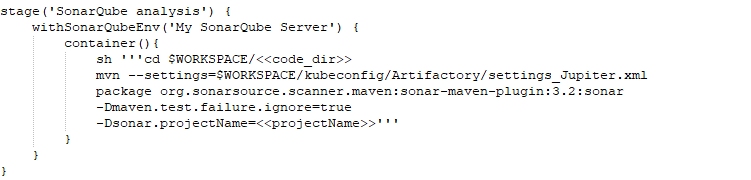 stage('SonarQube analysis') {
withSonarQubeEnv('My SonarQube Server') {
container(){
sh '''cd $WORKSPACE/<<code_dir>>
mvn --settings=$WORKSPACE/kubeconfig/Artifactory/settings_Jupiter.xml
package org.sonarsource.scanner.maven:sonar-maven-plugin:3.2:sonar
-Dmaven.test.failure.ignore=true
-Dsonar.projectName=<<projectName>>'''
}
}
}